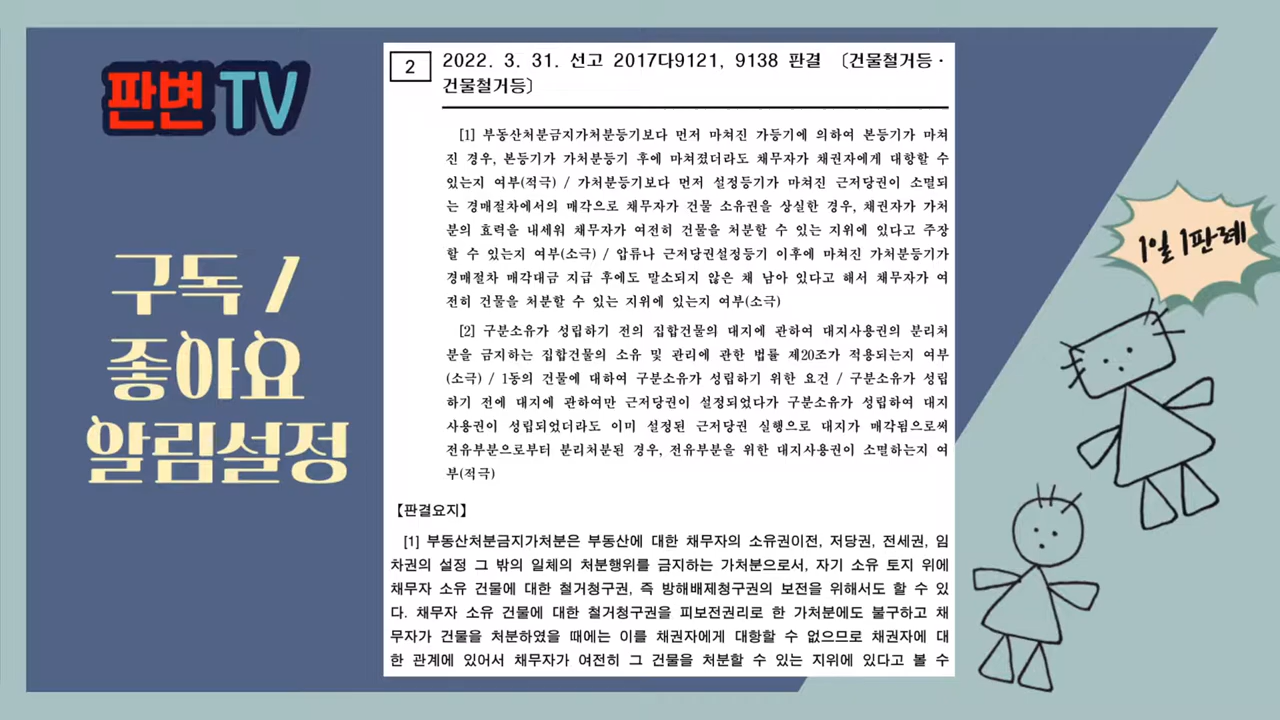 판변 TV
구독 /
좋아요
알림설정
2
2022. 3. 31. 선고 2017다9121, 9138 판결 〔건물철거등·
건물철거등〕
[1] 부동산처분금지가처분등기보다 먼저 마쳐진 가등기에 의하여 본등기가 마쳐
진 경우, 본등기가 가처분등기 후에 마쳐졌더라도 채무자가 채권자에게 대항할 수
있는지 여부(적극) / 가처분등기보다 먼저 설정등기가 마쳐진 근저당권이 소멸되
는 경매절차에서의 매각으로 채무자가 건물 소유권을 상실한 경우, 채권자가 가처
분의 효력을 내세워 채무자가 여전히 건물을 처분할 수 있는 지위에 있다고 주장
할 수 있는지 여부(소극) / 압류나 근저당권설정등기 이후에 마쳐진 가처분등기가
경매절차 매각대금 지급 후에도 말소되지 않은 채 남아 있다고 해서 채무자가 여
전히 건물을 처분할 수 있는 지위에 있는지 여부(소극)
[2] 구분소유가 성립하기 전의 집합건물의 대지에 관하여 대지사용권의 분리처
분을 금지하는 집합건물의 소유 및 관리에 관한 법률 제20조가 적용되는지 여부
(소극) / 1동의 건물에 대하여 구분소유가 성립하기 위한 요건 / 구분소유가 성립
하기 전에 대지에 관하여만 근저당권이 설정되었다가 구분소유가 성립하여 대지
사용권이 성립되었더라도 이미 설정된 근저당권 실행으로 대지가 매각됨으로써
전유부분으로부터 분리처분된 경우, 전유부분을 위한 대지사용권이 소멸하는지 여
부(적극)
【판결요지】
[1] 부동산처분금지가처분은 부동산에 대한 채무자의 소유권이전, 저당권, 전세권, 임
차권의 설정 그 밖의 일체의 처분행위를 금지하는 가처분으로서, 자기 소유 토지 위에
채무자 소유 건물에 대한 철거청구권, 즉 방해배제청구권의 보전을 위해서도 할 수 있
다. 채무자 소유 건물에 대한 철거청구권을 피보전권리로 한 가처분에도 불구하고 채
무자가 건물을 처분하였을 때에는 이를 채권자에게 대항할 수 없으므로 채권자에 대
한 관계에 있어서 채무자가 여전히 그 건물을 처분할 수 있는 지위에 있다고 볼 수
1일 1판례